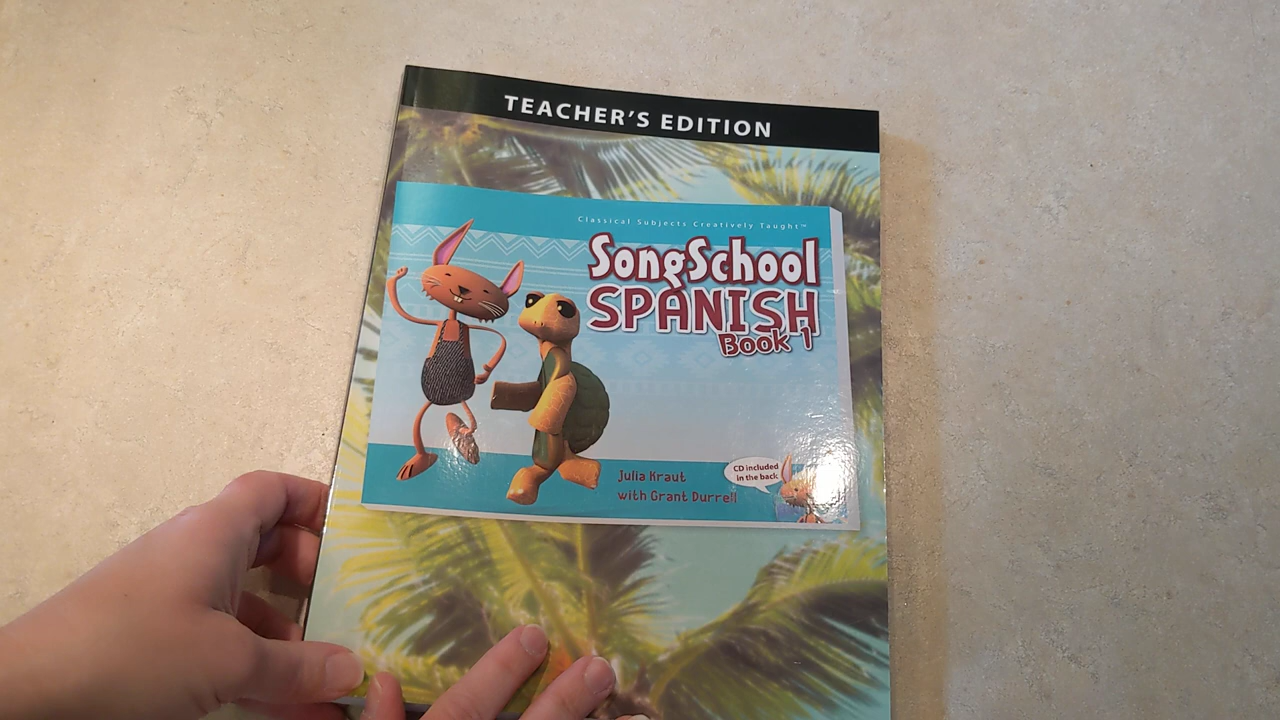 TEACHER'S EDITION
Classical Subjects Creatively Taught™
SongSchool
SPANISH
Book 1
Julia Kraut
with Grant Durrell
CD included
in the back